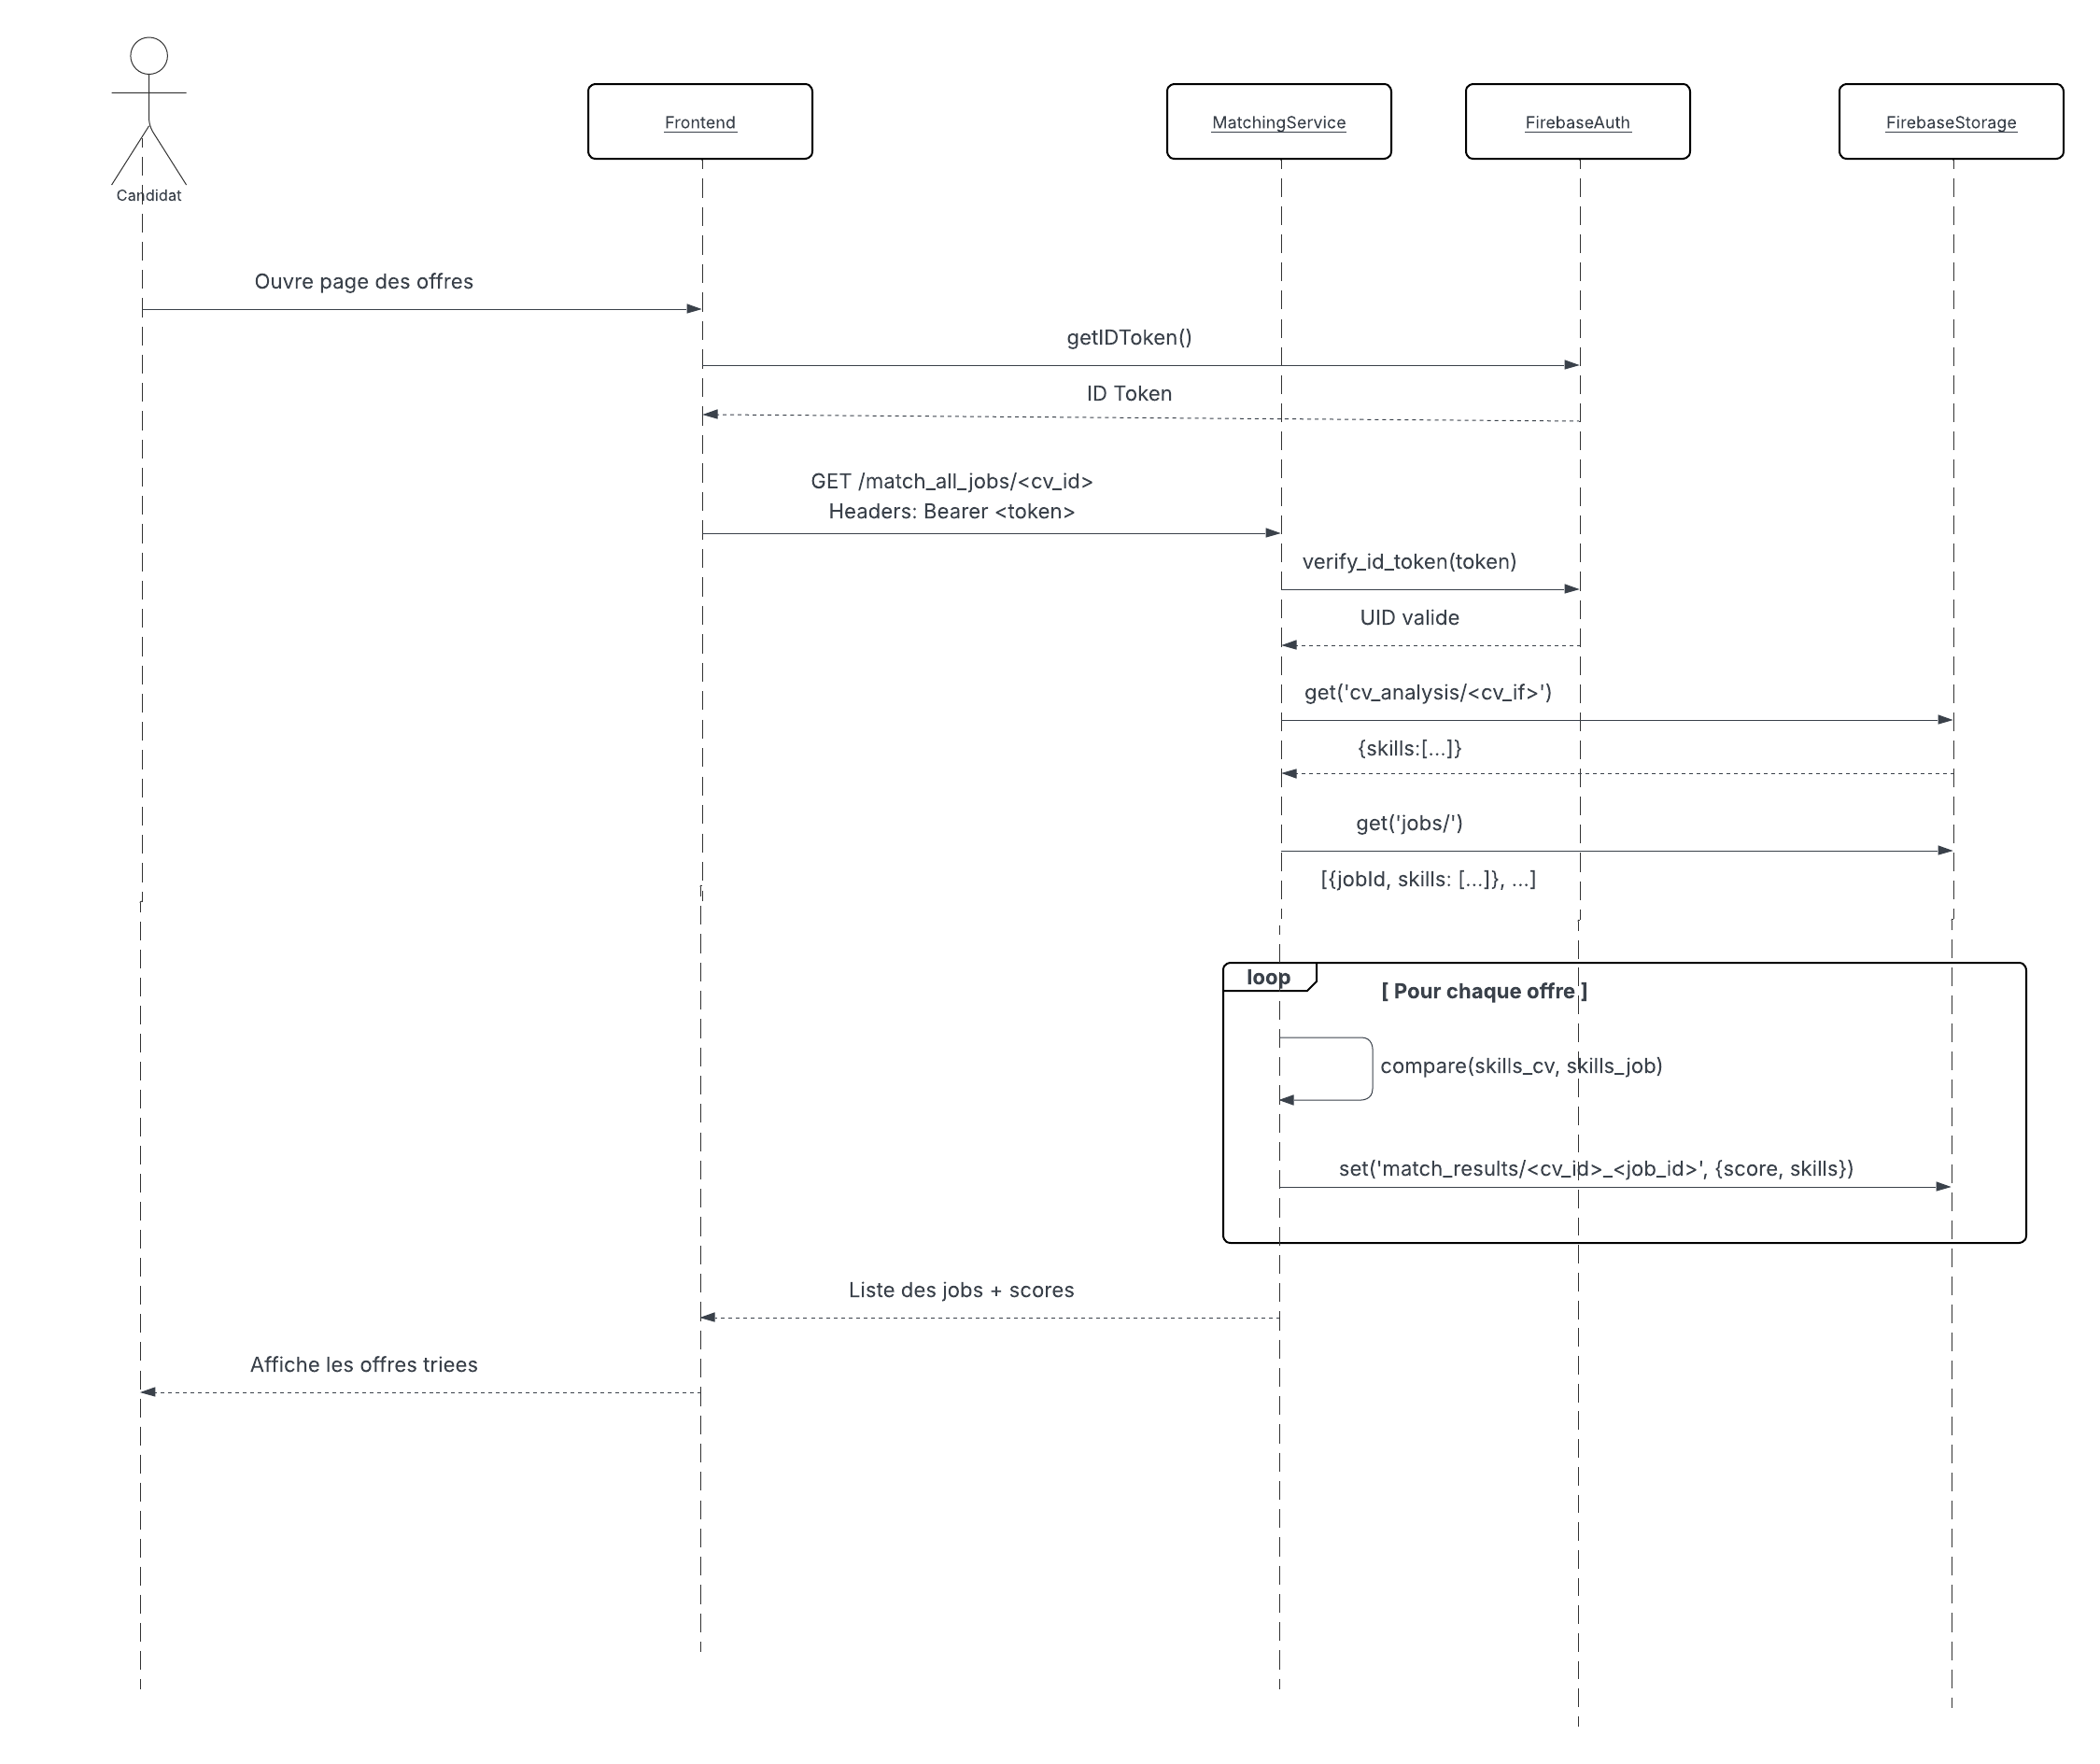 Candidat
Frontend
MatchingService
FirebaseAuth
FirebaseStorage
Ouvre page des offres
getIDToken()
ID Token
GET /match_all_jobs/<cv_id>
Headers: Bearer <token>
verify_id_token(token)
UID valide
get('cv_analysis/<cv_if>')
{skills:[...]}
get('jobs/')
[{jobId, skills: [...]}, ...]
loop
[ Pour chaque offre ]
compare(skills_cv, skills_job)
set('match_results/<cv_id>_<job_id>', {score, skills})
Liste des jobs + scores
Affiche les offres triees